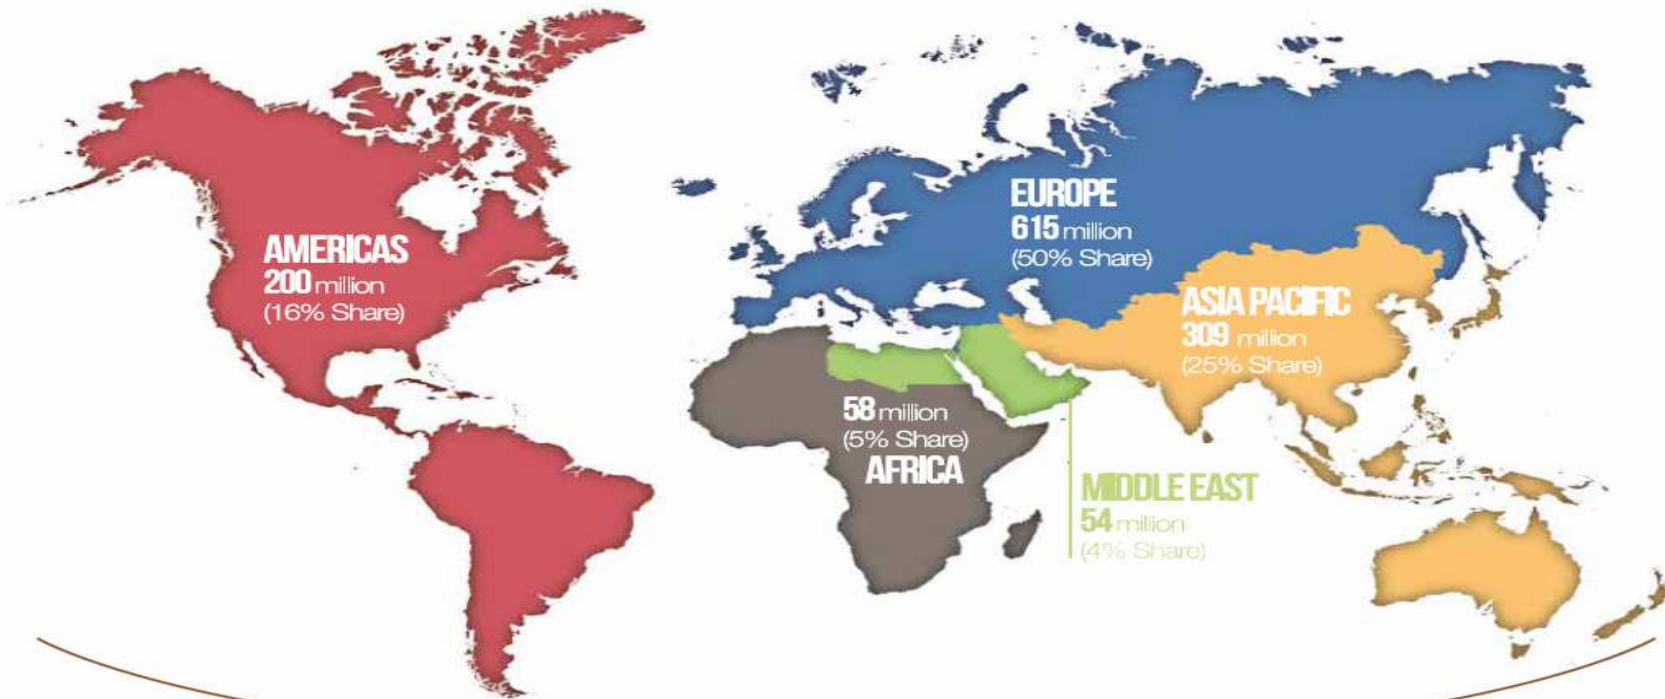 AMERICAS
200 million
(16% Share)
EUROPE
615 million
(50% Share)
ASIA PACIFIC
309 million
(25% Share)
58 million
(5% Share)
AFRICA
MIDDLE EAST
54 million
(4% Share)